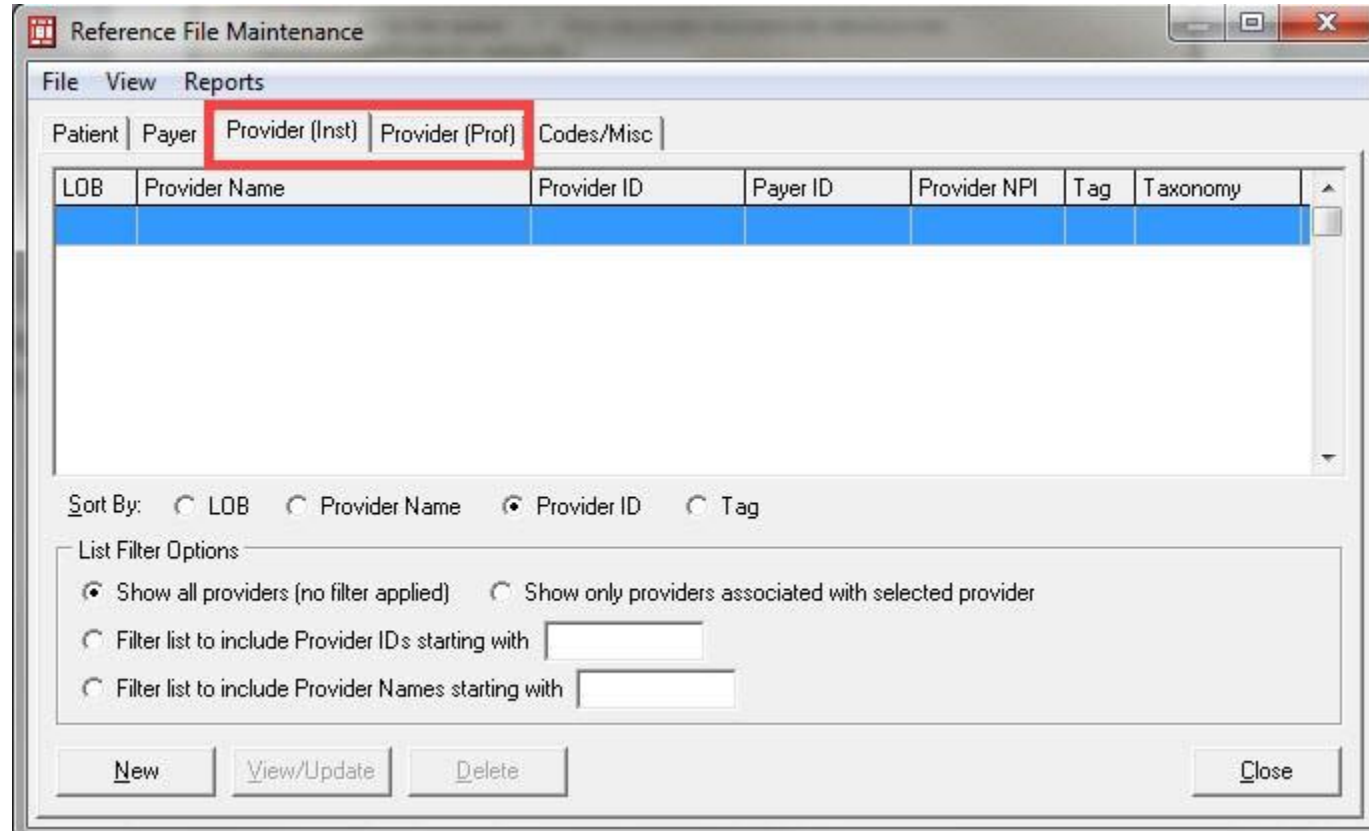 Reference File Maintenance
File View Reports
Patient Payer Provider (Inst) Provider (Prof) Codes/Misc
LOB Provider Name Provider ID Payer ID Provider NPI Tag Taxonomy
Sort By: LOB Provider Name Provider ID Tag
List Filter Options
Show all providers (no filter applied) Show only providers associated with selected provider
Filter list to include Provider IDs starting with
Filter list to include Provider Names starting with
New View/Update Delete Close